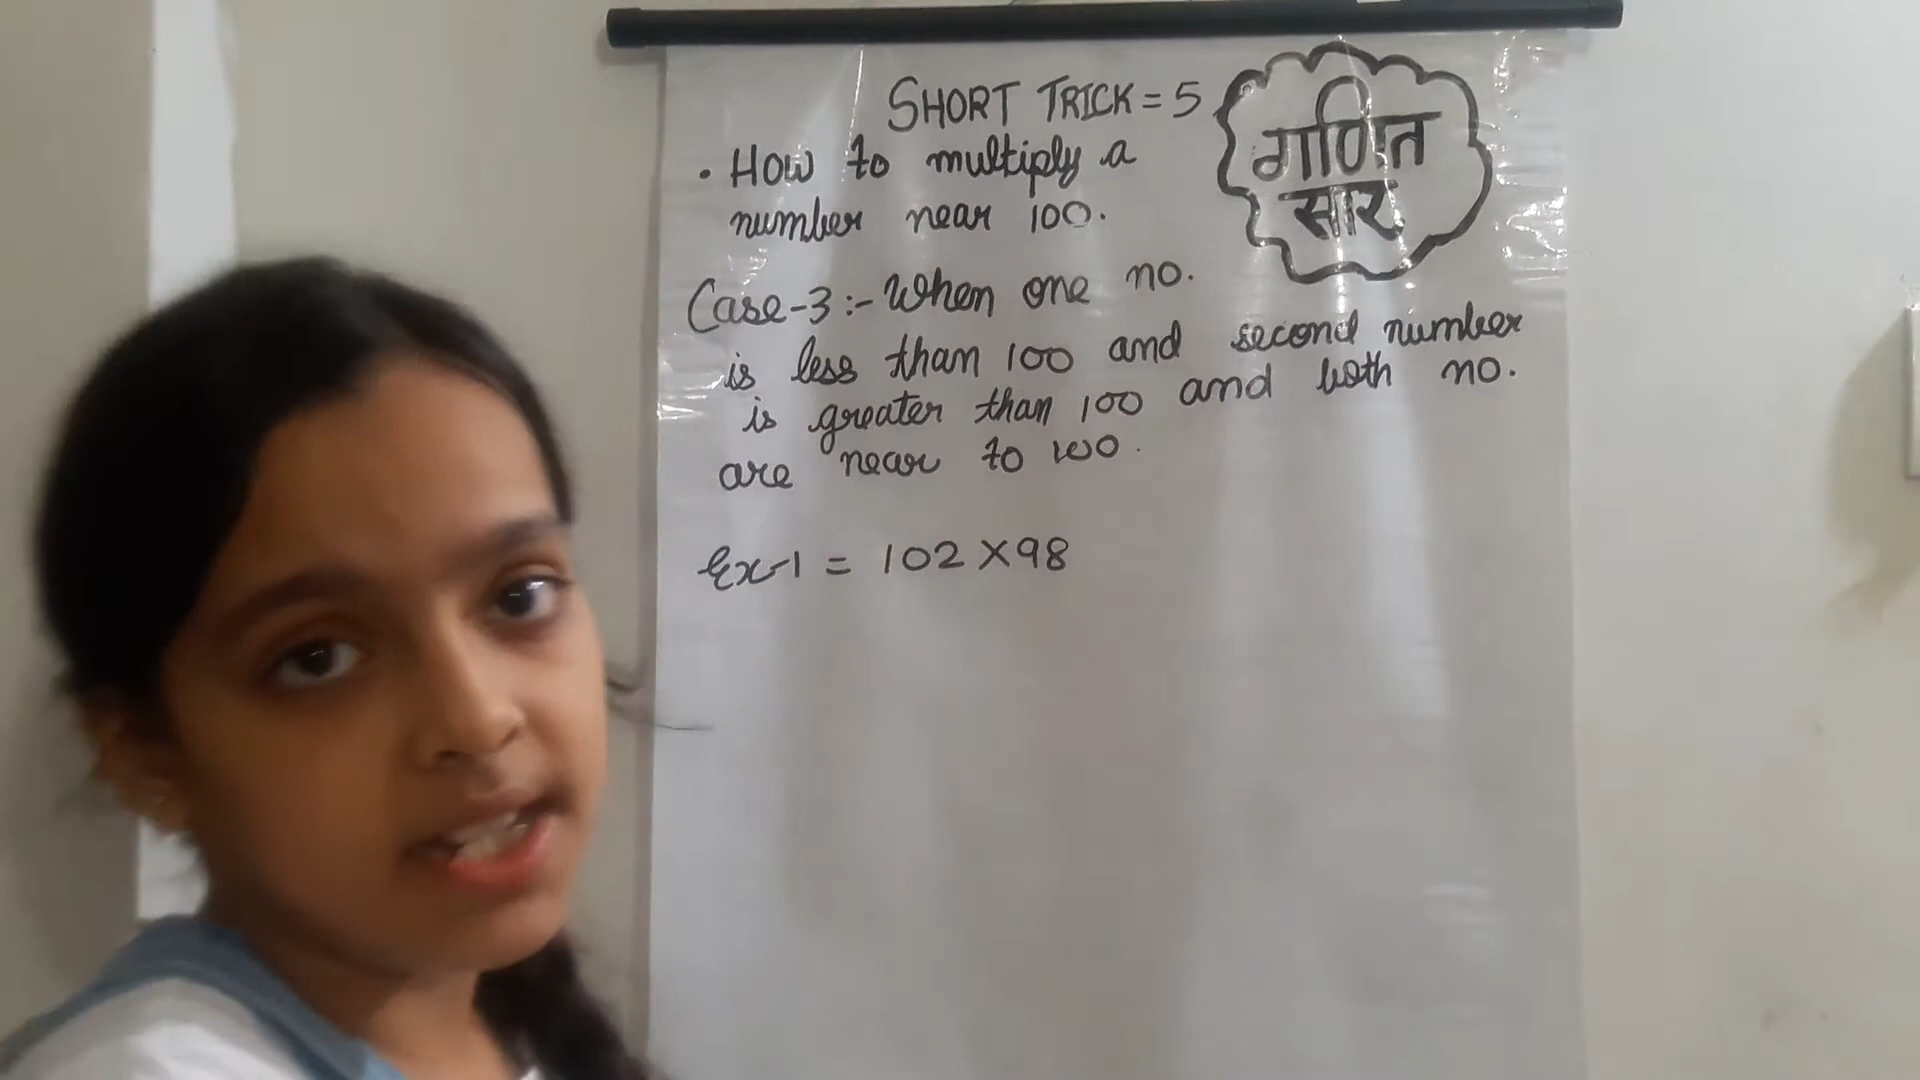 SHORT TRICK = 5
गणित
सार
• How to multiply a
number near 100.
Case-3:- When one no.
is less than 100 and second number
is greater than 100 and both no.
are near to 100.
Ex-1 = 102 × 98